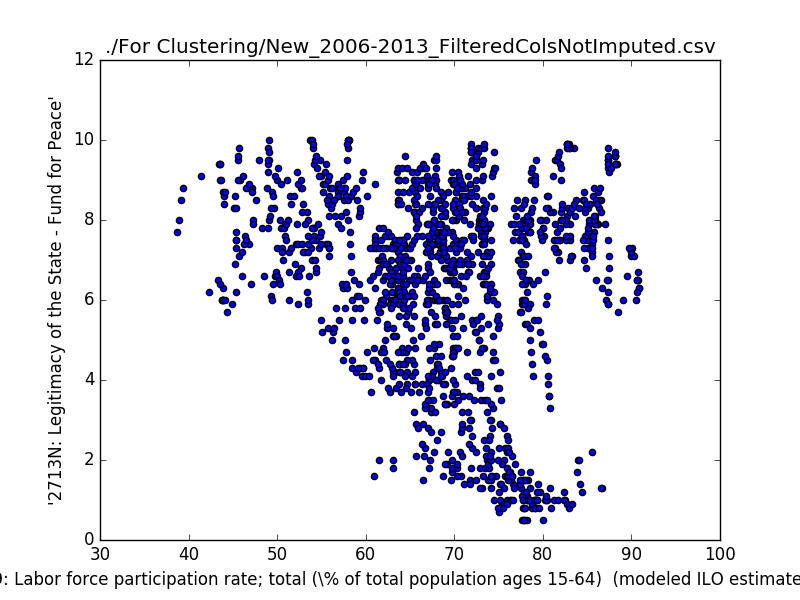 ./For Clustering/New_2006-2013_FilteredColsNotImputed.csv
'2713N: Legitimacy of the State - Fund for Peace'
12
10
8
6
4
2
0
30 40 50 60 70 80 90 100
: Labor force participation rate; total (\% of total population ages 15-64) (modeled ILO estimate